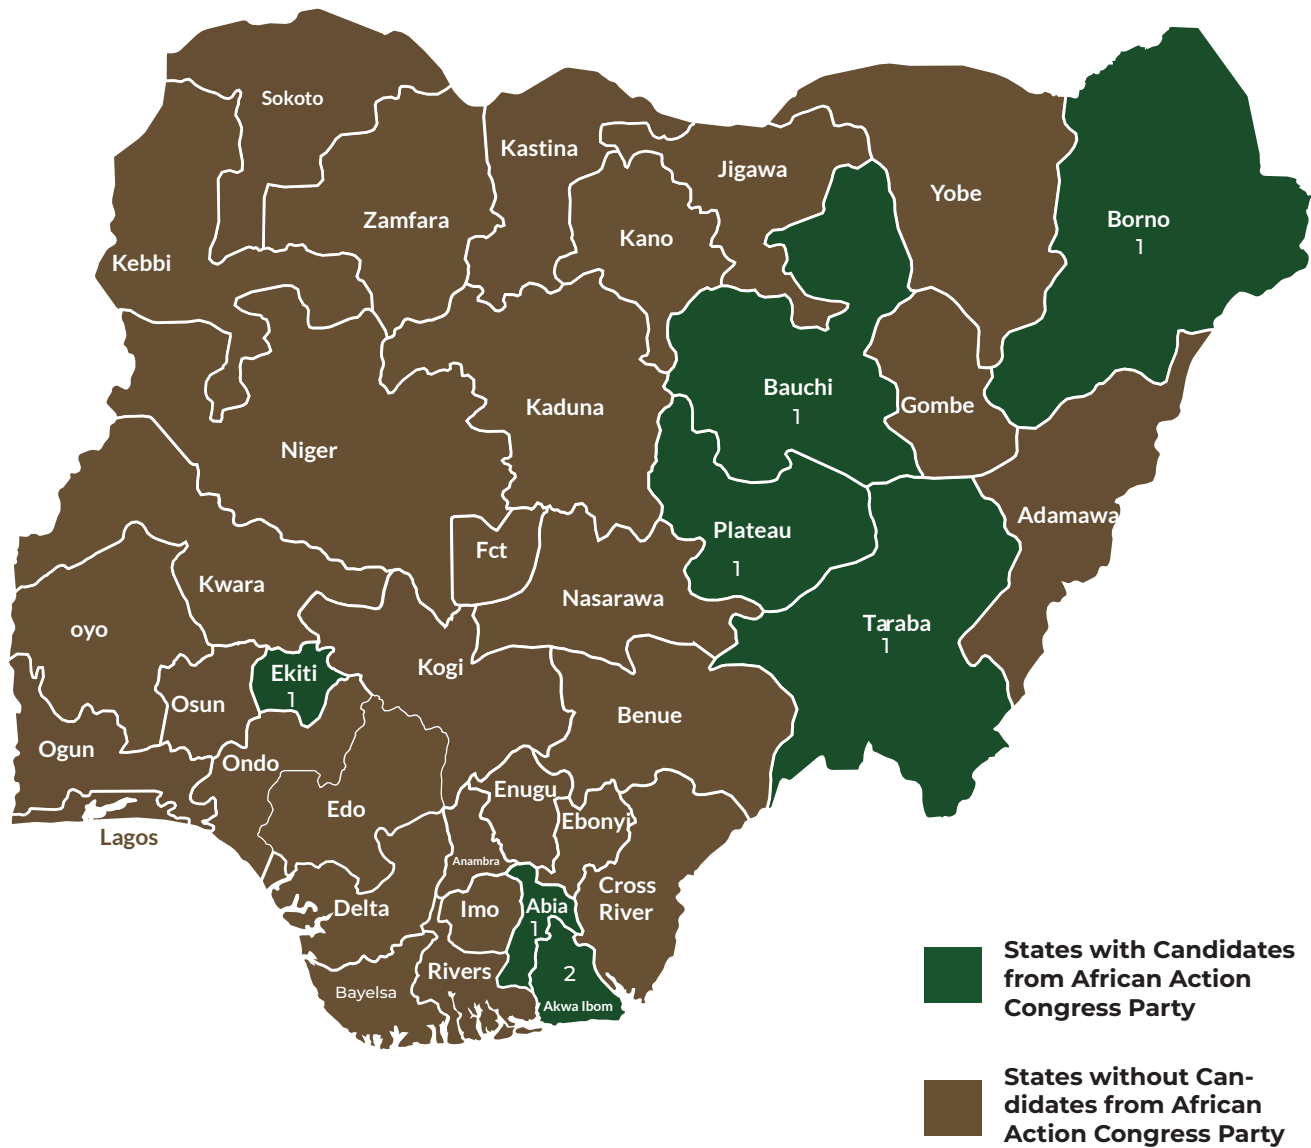 Sokoto
Kastina
Jigawa
Yobe
Borno
1
Zamfara
Kano
Kebbi
Bauchi
1
Gombe
Kaduna
Niger
Adamawa
Plateau
1
Fct
Kwara
Nasarawa
Taraba
1
oyo
Ekiti
1
Kogi
Osun
Benue
Ogun
Ondo
Enugu
Edo
Ebonyi
Lagos
Anambra
Cross
River
Abia
1
Imo
Delta
Rivers
2
Akwa Ibom
Bayelsa
States with Candidates
from African Action
Congress Party
States without Can-
didates from African
Action Congress Party